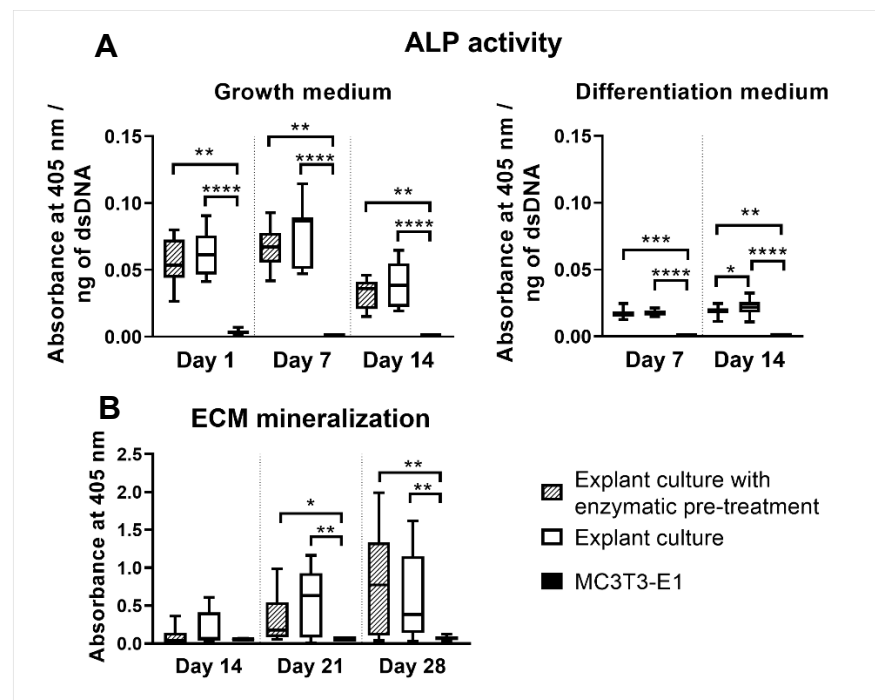 A
ALP activity
Growth medium
Absorbance at 405 nm /
ng of dsDNA
0.15
0.10
0.05
0.00
**
****
**
****
**
****
Day 1
Day 7
Day 14
Differentiation medium
Absorbance at 405 nm /
ng of dsDNA
0.15
0.10
0.05
0.00
***
****
**
*
****
Day 7
Day 14
B
ECM mineralization
Absorbance at 405 nm
2.5
2.0
1.5
1.0
0.5
0.0
*
**
**
**
Day 14
Day 21
Day 28
Explant culture with
enzymatic pre-treatment
Explant culture
MC3T3-E1